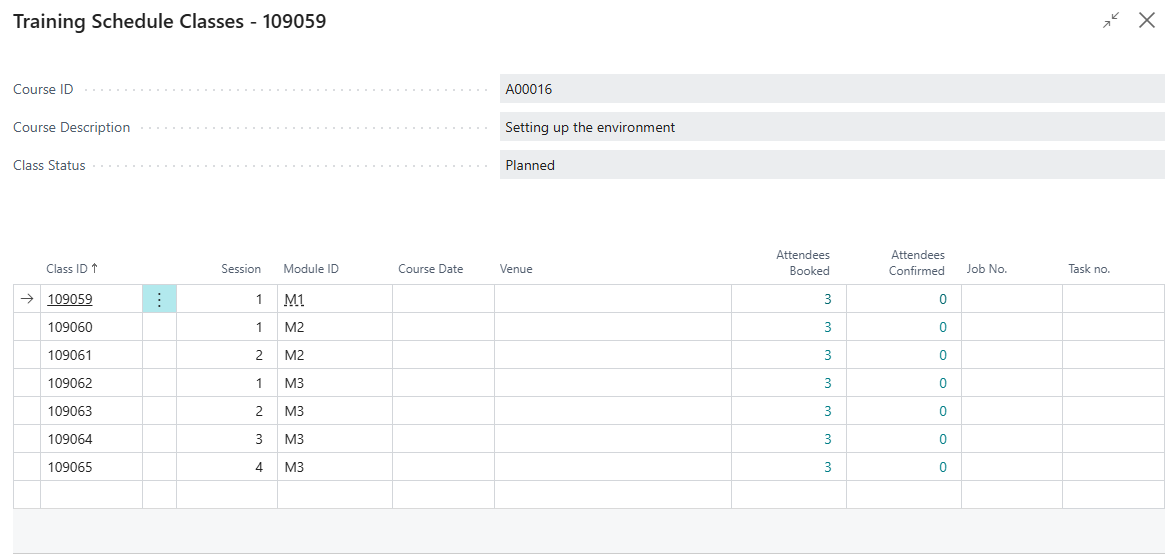 Training Schedule Classes - 109059
Course ID A00016
Course Description Setting up the environment
Class Status Planned
Class ID ↑ Session Module ID Course Date Venue Attendees Booked Attendees Confirmed Job No. Task no.
109059 1 M1 3 0
109060 1 M2 3 0
109061 2 M2 3 0
109062 1 M3 3 0
109063 2 M3 3 0
109064 3 M3 3 0
109065 4 M3 3 0